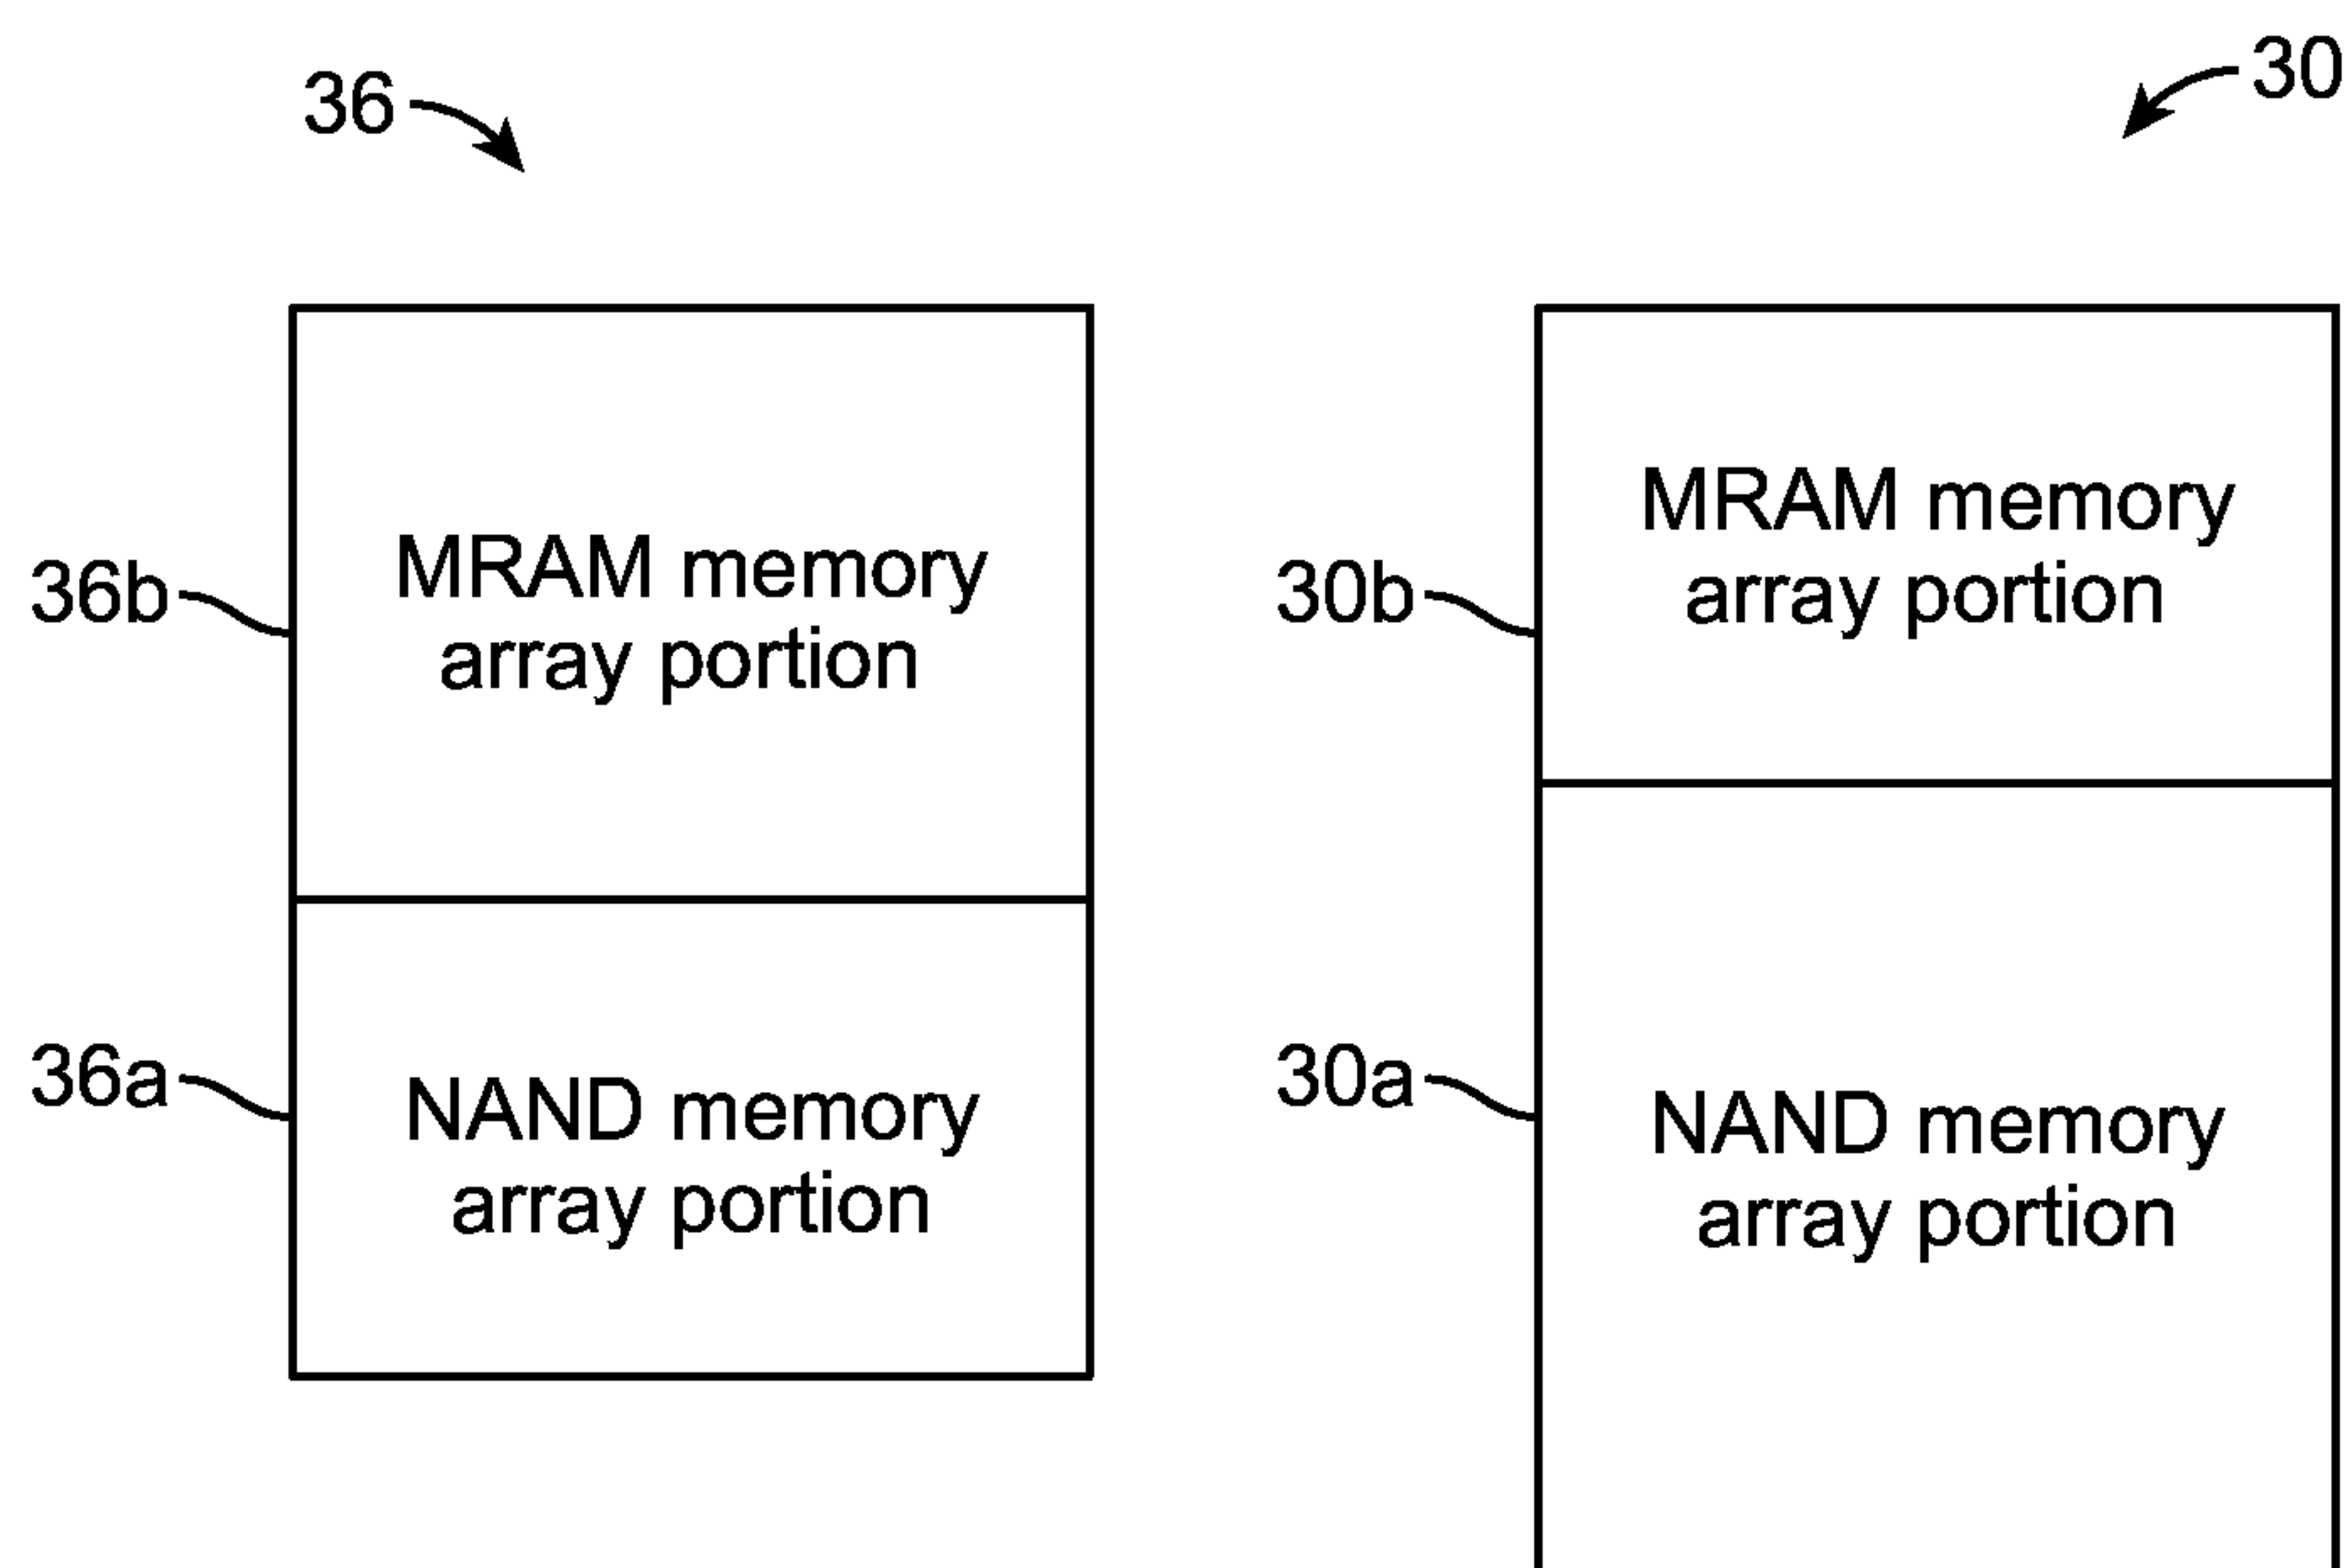 36
30
36b
MRAM memory
array portion
30b
MRAM memory
array portion
36a
NAND memory
array portion
30a
NAND memory
array portion